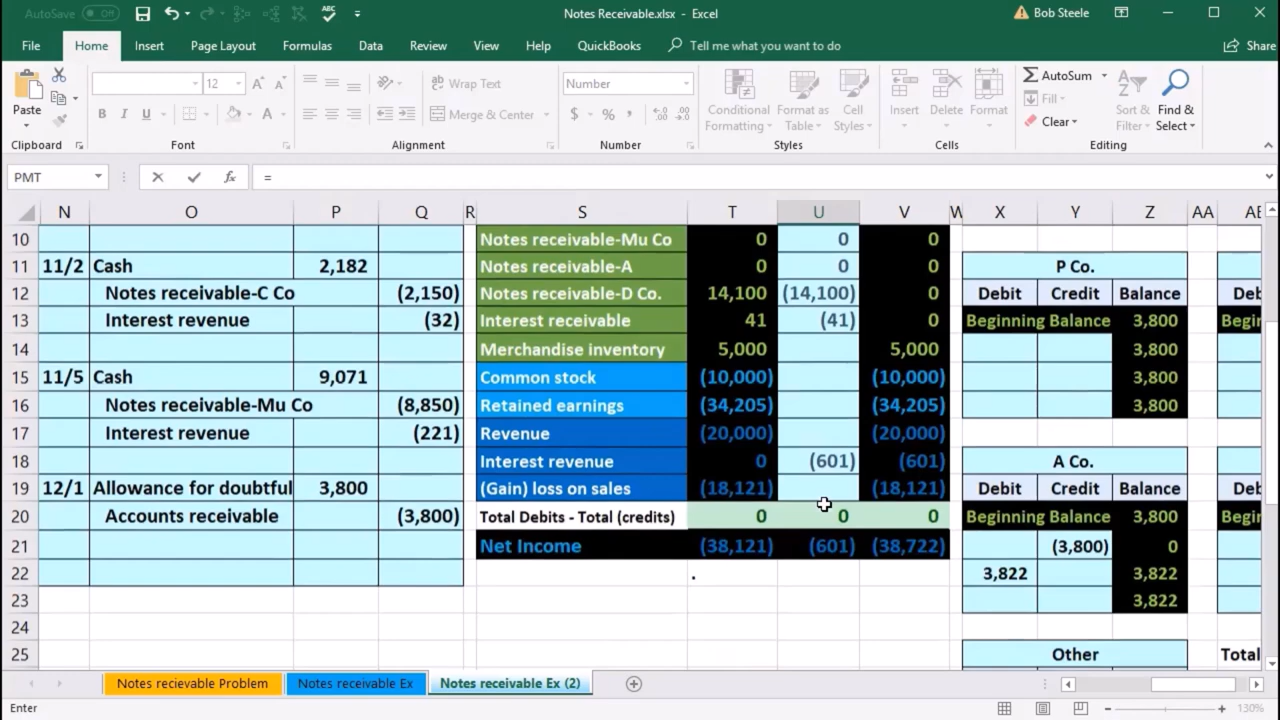 AutoSave Off
Notes Receivable.xlsx - Excel
Bob Steele
File Home Insert Page Layout Formulas Data Review View Help QuickBooks Tell me what you want to do Share
Paste 12 A A Wrap Text Number Conditional Formatting Format as Table Cell Styles Insert Delete Format AutoSum Sort & Filter Find & Select
B I U A Merge & Center $ % Fill
Clear
Clipboard Font Alignment Number Styles Cells Editing
PMT fx =
N O P Q R S T U V W X Y Z AA AE
10 Notes receivable-Mu Co 0 0 0
11 11/2 Cash 2,182 Notes receivable-A 0 0 0 P Co.
12 Notes receivable-C Co (2,150) Notes receivable-D Co. 14,100 (14,100) 0 Debit Credit Balance Deb
13 Interest revenue (32) Interest receivable 41 (41) 0 Beginning Balance 3,800 Begin
14 Merchandise inventory 5,000 5,000 3,800
15 11/5 Cash 9,071 Common stock (10,000) (10,000) 3,800
16 Notes receivable-Mu Co (8,850) Retained earnings (34,205) (34,205) 3,800
17 Interest revenue (221) Revenue (20,000) (20,000)
18 Interest revenue 0 (601) (601) A Co.
19 12/1 Allowance for doubtful 3,800 (Gain) loss on sales (18,121) (18,121) Debit Credit Balance Deb
20 Accounts receivable (3,800) Total Debits - Total (credits) 0 0 0 Beginning Balance 3,800 Begin
21 Net Income (38,121) (601) (38,722) (3,800) 0
22 . 3,822 3,822
23 3,822
24
25 Other Total
Notes recievable Problem Notes receivable Ex Notes receivable Ex (2)
Enter 130%